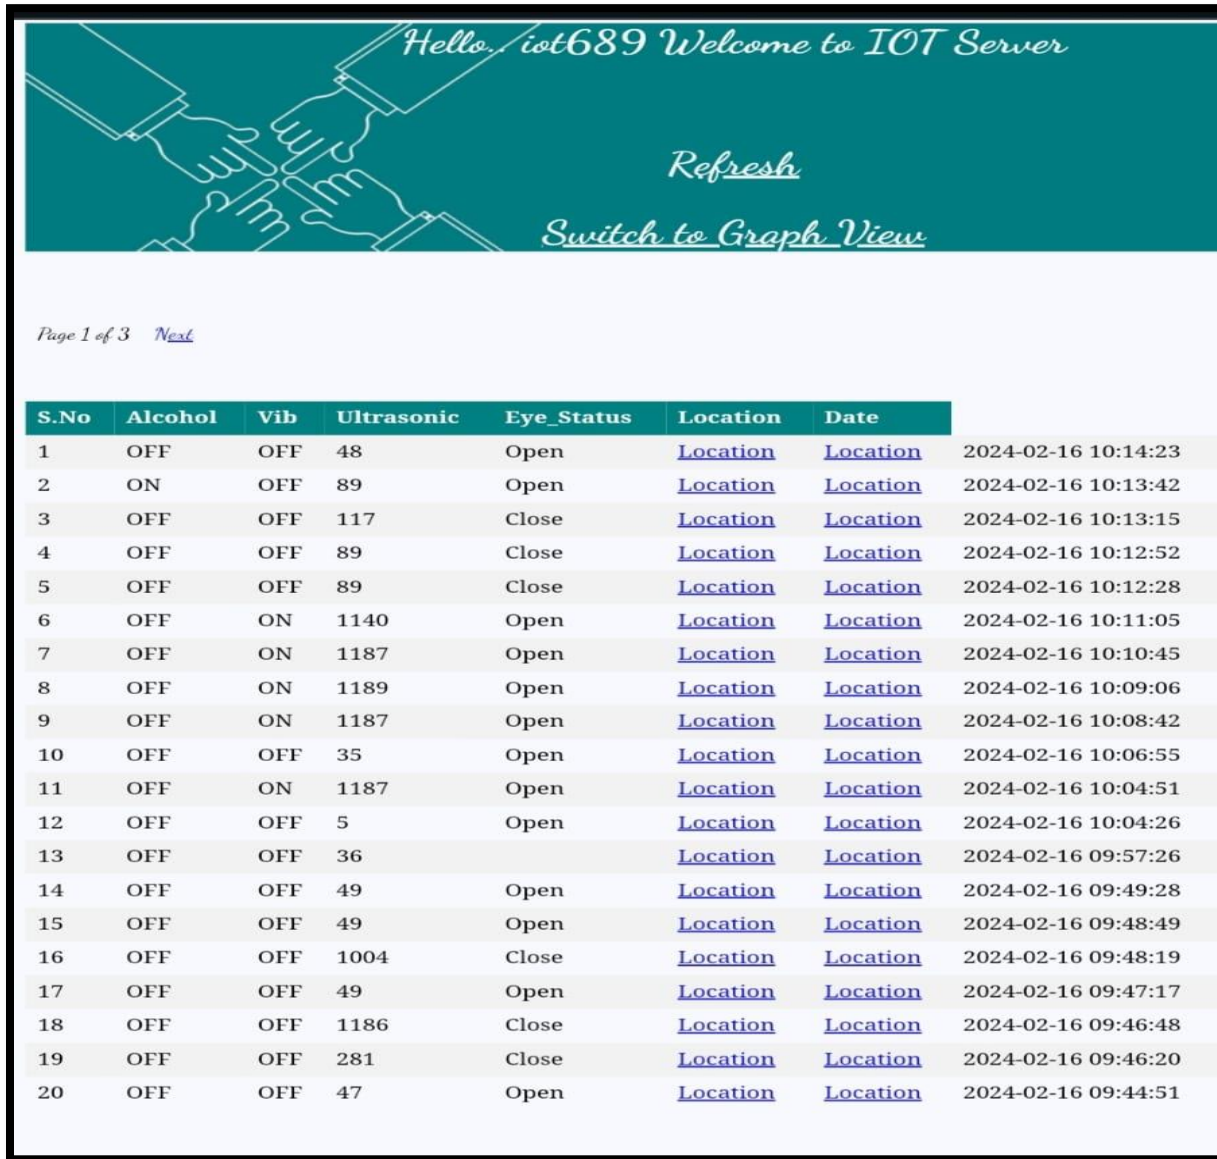 Hello.. iot689 Welcome to IOT Server
Refresh
Switch to Graph View
Page 1 of 3 Next
S.No Alcohol Vib Ultrasonic Eye_Status Location Date
1 OFF OFF 48 Open Location Location 2024-02-16 10:14:23
2 ON OFF 89 Open Location Location 2024-02-16 10:13:42
3 OFF OFF 117 Close Location Location 2024-02-16 10:13:15
4 OFF OFF 89 Close Location Location 2024-02-16 10:12:52
5 OFF OFF 89 Close Location Location 2024-02-16 10:12:28
6 OFF ON 1140 Open Location Location 2024-02-16 10:11:05
7 OFF ON 1187 Open Location Location 2024-02-16 10:10:45
8 OFF ON 1189 Open Location Location 2024-02-16 10:09:06
9 OFF ON 1187 Open Location Location 2024-02-16 10:08:42
10 OFF OFF 35 Open Location Location 2024-02-16 10:06:55
11 OFF ON 1187 Open Location Location 2024-02-16 10:04:51
12 OFF OFF 5 Open Location Location 2024-02-16 10:04:26
13 OFF OFF 36 Location Location 2024-02-16 09:57:26
14 OFF OFF 49 Open Location Location 2024-02-16 09:49:28
15 OFF OFF 49 Open Location Location 2024-02-16 09:48:49
16 OFF OFF 1004 Close Location Location 2024-02-16 09:48:19
17 OFF OFF 49 Open Location Location 2024-02-16 09:47:17
18 OFF OFF 1186 Close Location Location 2024-02-16 09:46:48
19 OFF OFF 281 Close Location Location 2024-02-16 09:46:20
20 OFF OFF 47 Open Location Location 2024-02-16 09:44:51